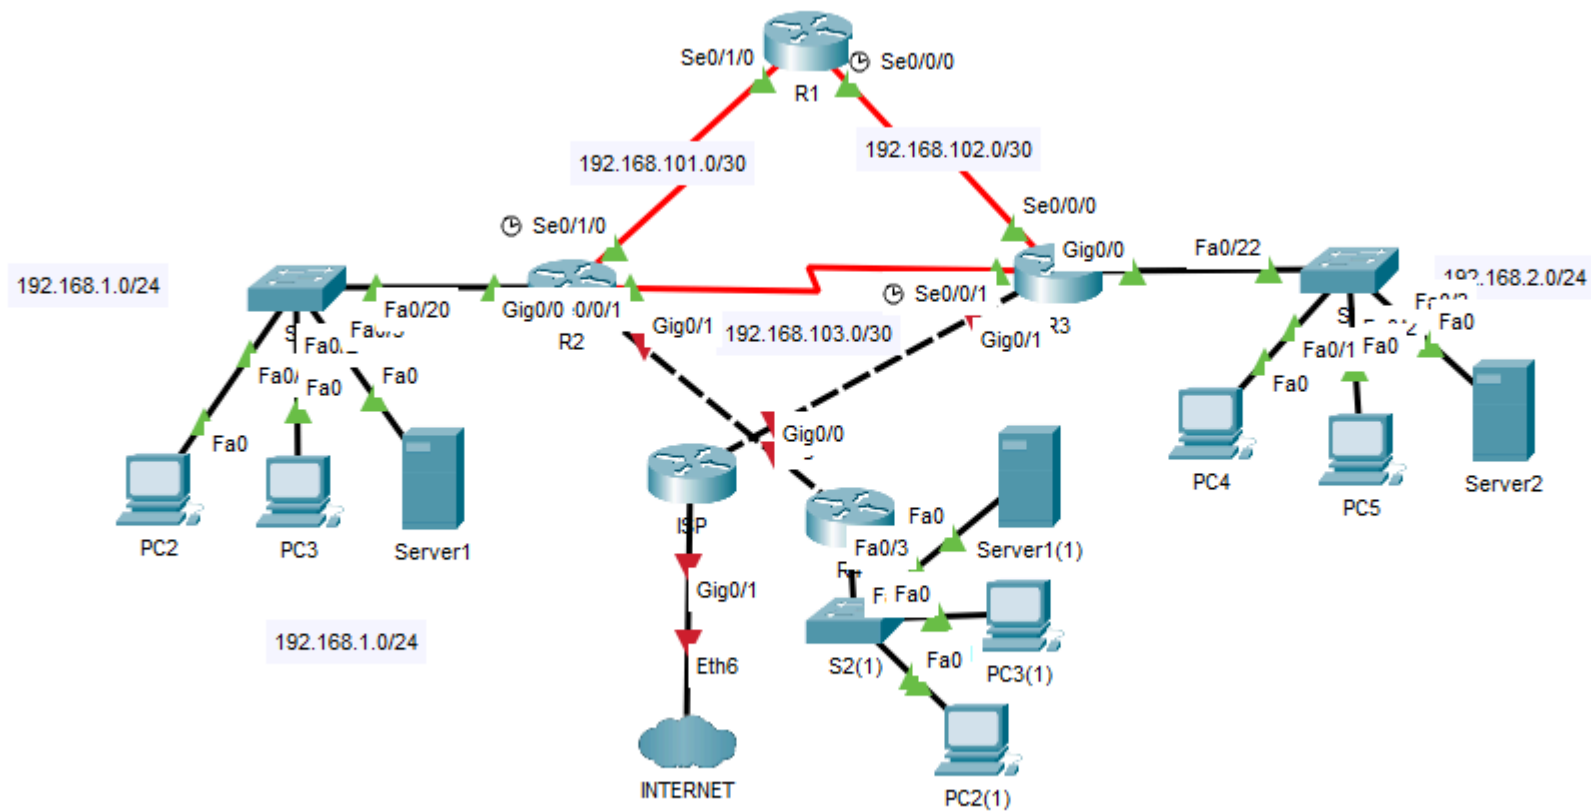 Se0/1/0
Se0/0/0
R1
192.168.101.0/30
192.168.102.0/30
Se0/1/0
Se0/0/0
Gig0/0
Fa0/22
192.168.1.0/24
192.168.2.0/24
Fa0/20
Gig0/0
0/0/1
R2
Gig0/1
192.168.103.0/30
Se0/0/1
Gig0/1
R3
Fa0
Fa0
Fa0
Fa0/1
Fa0
Fa0
Fa0
Gig0/0
PC2
PC3
Server1
ISP
PC4
PC5
Server2
Fa0
Fa0/3
Server1(1)
Gig0/1
Fa0
192.168.1.0/24
Eth6
S2(1)
Fa0
PC3(1)
INTERNET
PC2(1)